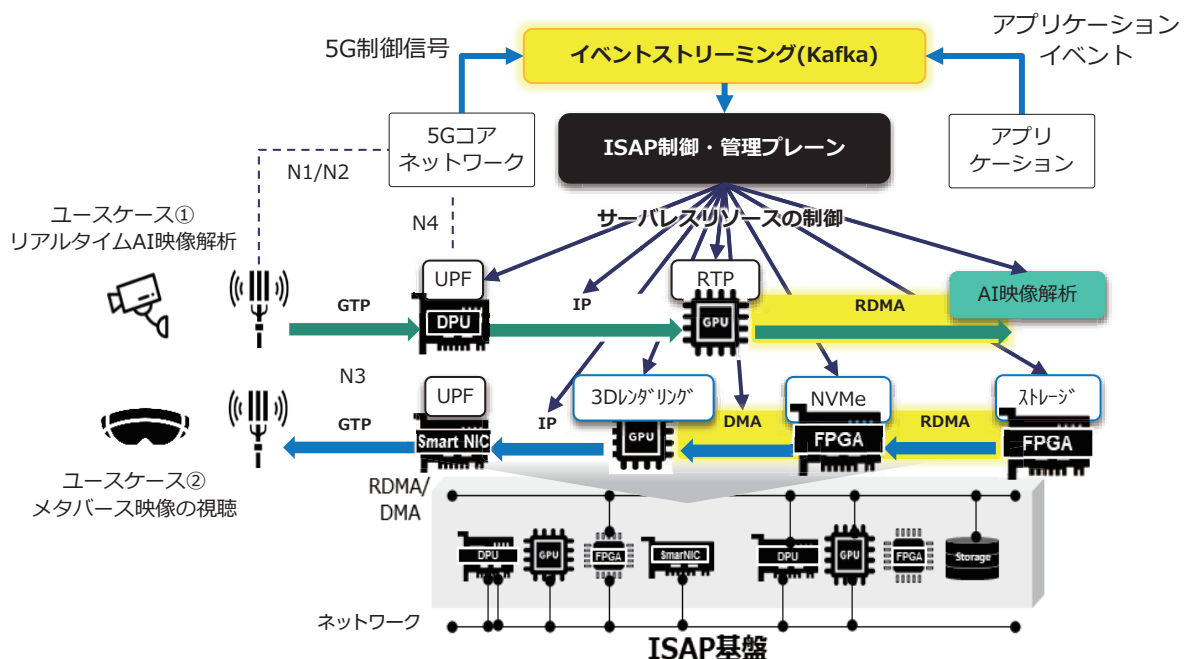 5G制御信号
イベントストリーミング(Kafka)
アプリケーション
イベント
5Gコア
ネットワーク
ISAP制御・管理プレーン
アプリ
ケーション
N1/N2
サーバレスリソースの制御
ユースケース①
リアルタイムAI映像解析
N4
UPF
RTP
AI映像解析
GTP
DPU
IP
GPU
RDMA
N3
UPF
3Dﾚﾝﾀﾞﾘﾝｸﾞ
NVMe
ｽﾄﾚｰｼﾞ
GTP
Smart NIC
IP
GPU
DMA
FPGA
RDMA
FPGA
ユースケース②
メタバース映像の視聴
RDMA/
DMA
DPU
GPU
FPGA
SmarNIC
DPU
GPU
FPGA
Storage
ネットワーク
ISAP基盤